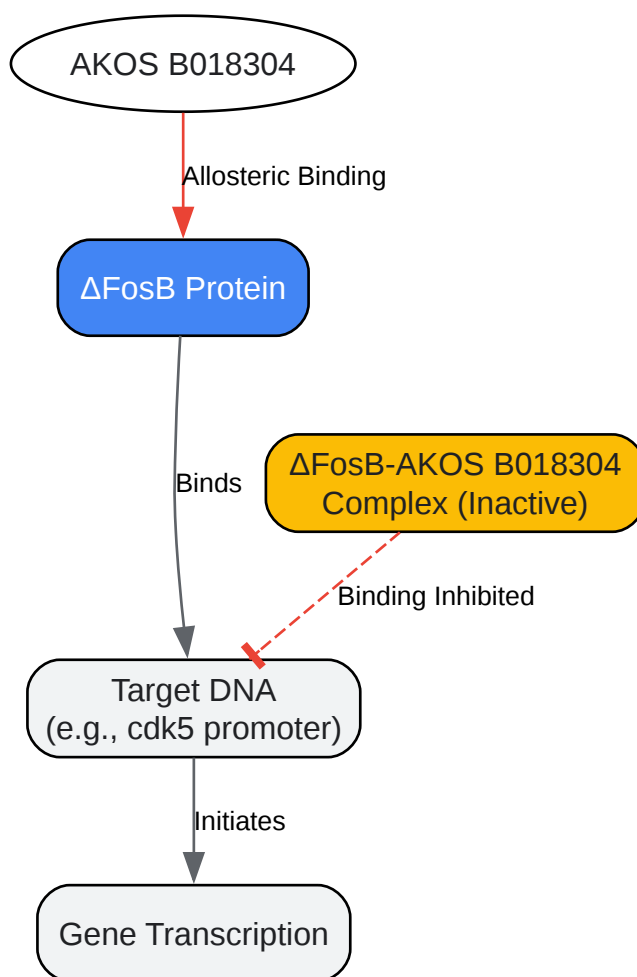 AKOS B018304
Allosteric Binding
ΔFosB Protein
Binds
ΔFosB-AKOS B018304
Complex (Inactive)
Binding Inhibited
Target DNA
(e.g., cdk5 promoter)
Initiates
Gene Transcription